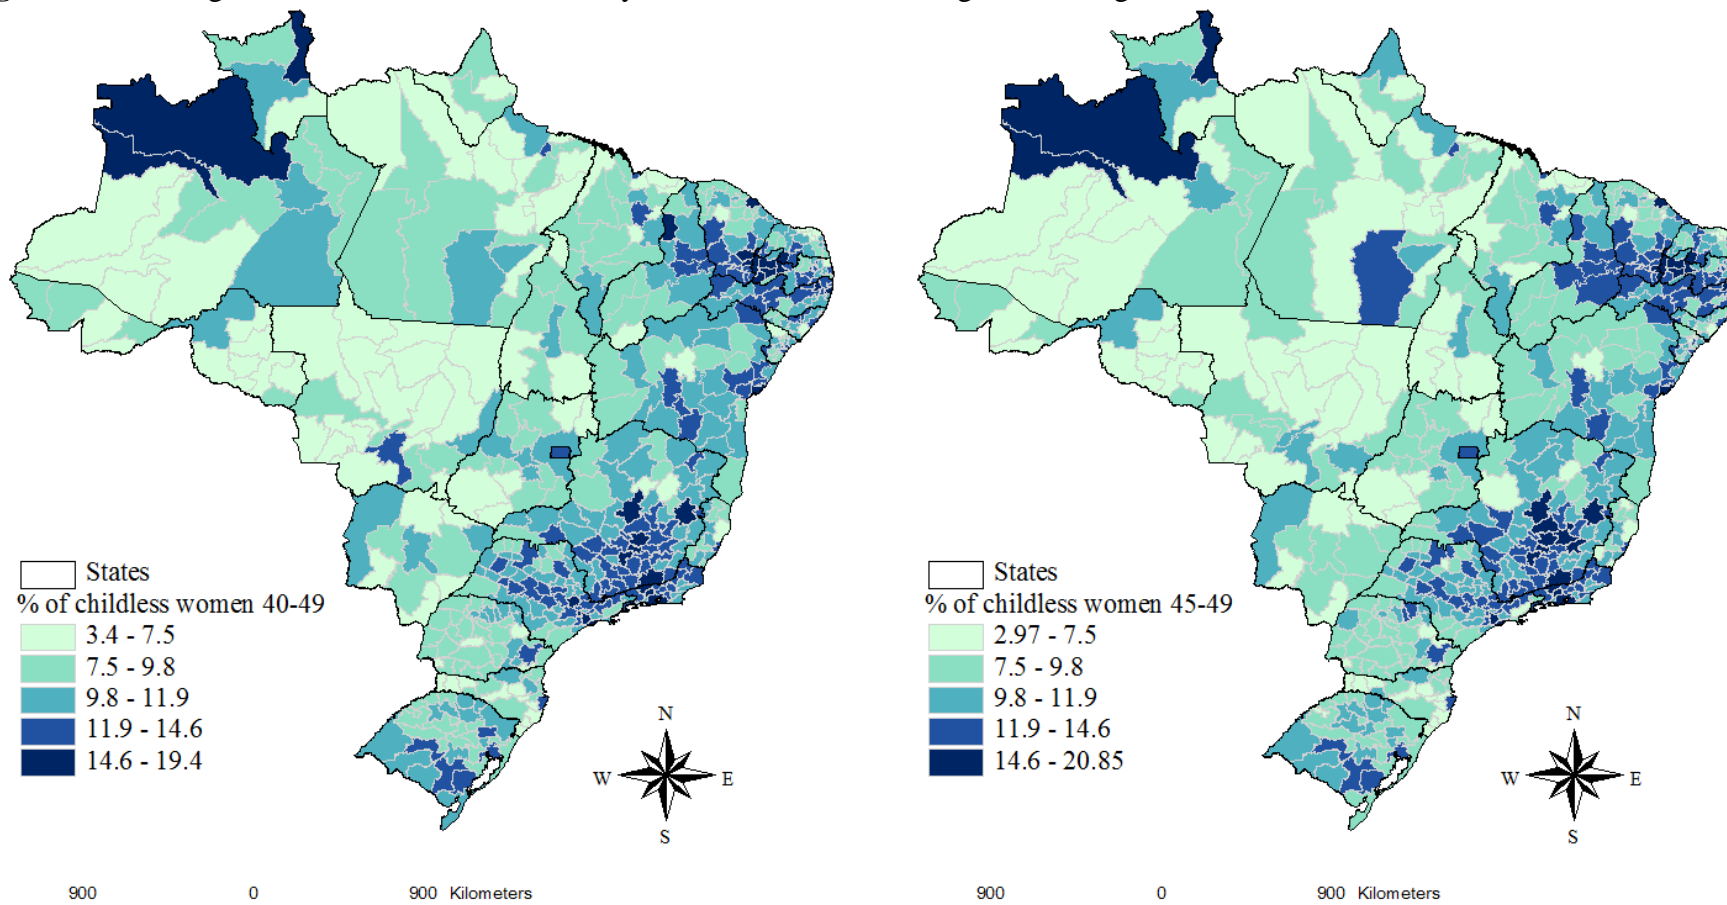 States
% of childless women 40-49
3.4 - 7.5
7.5 - 9.8
9.8 - 11.9
11.9 - 14.6
14.6 - 19.4
N
W
E
S
900 0 900 Kilometers
States
% of childless women 45-49
2.97 - 7.5
7.5 - 9.8
9.8 - 11.9
11.9 - 14.6
14.6 - 20.85
N
W
E
S
900 0 900 Kilometers